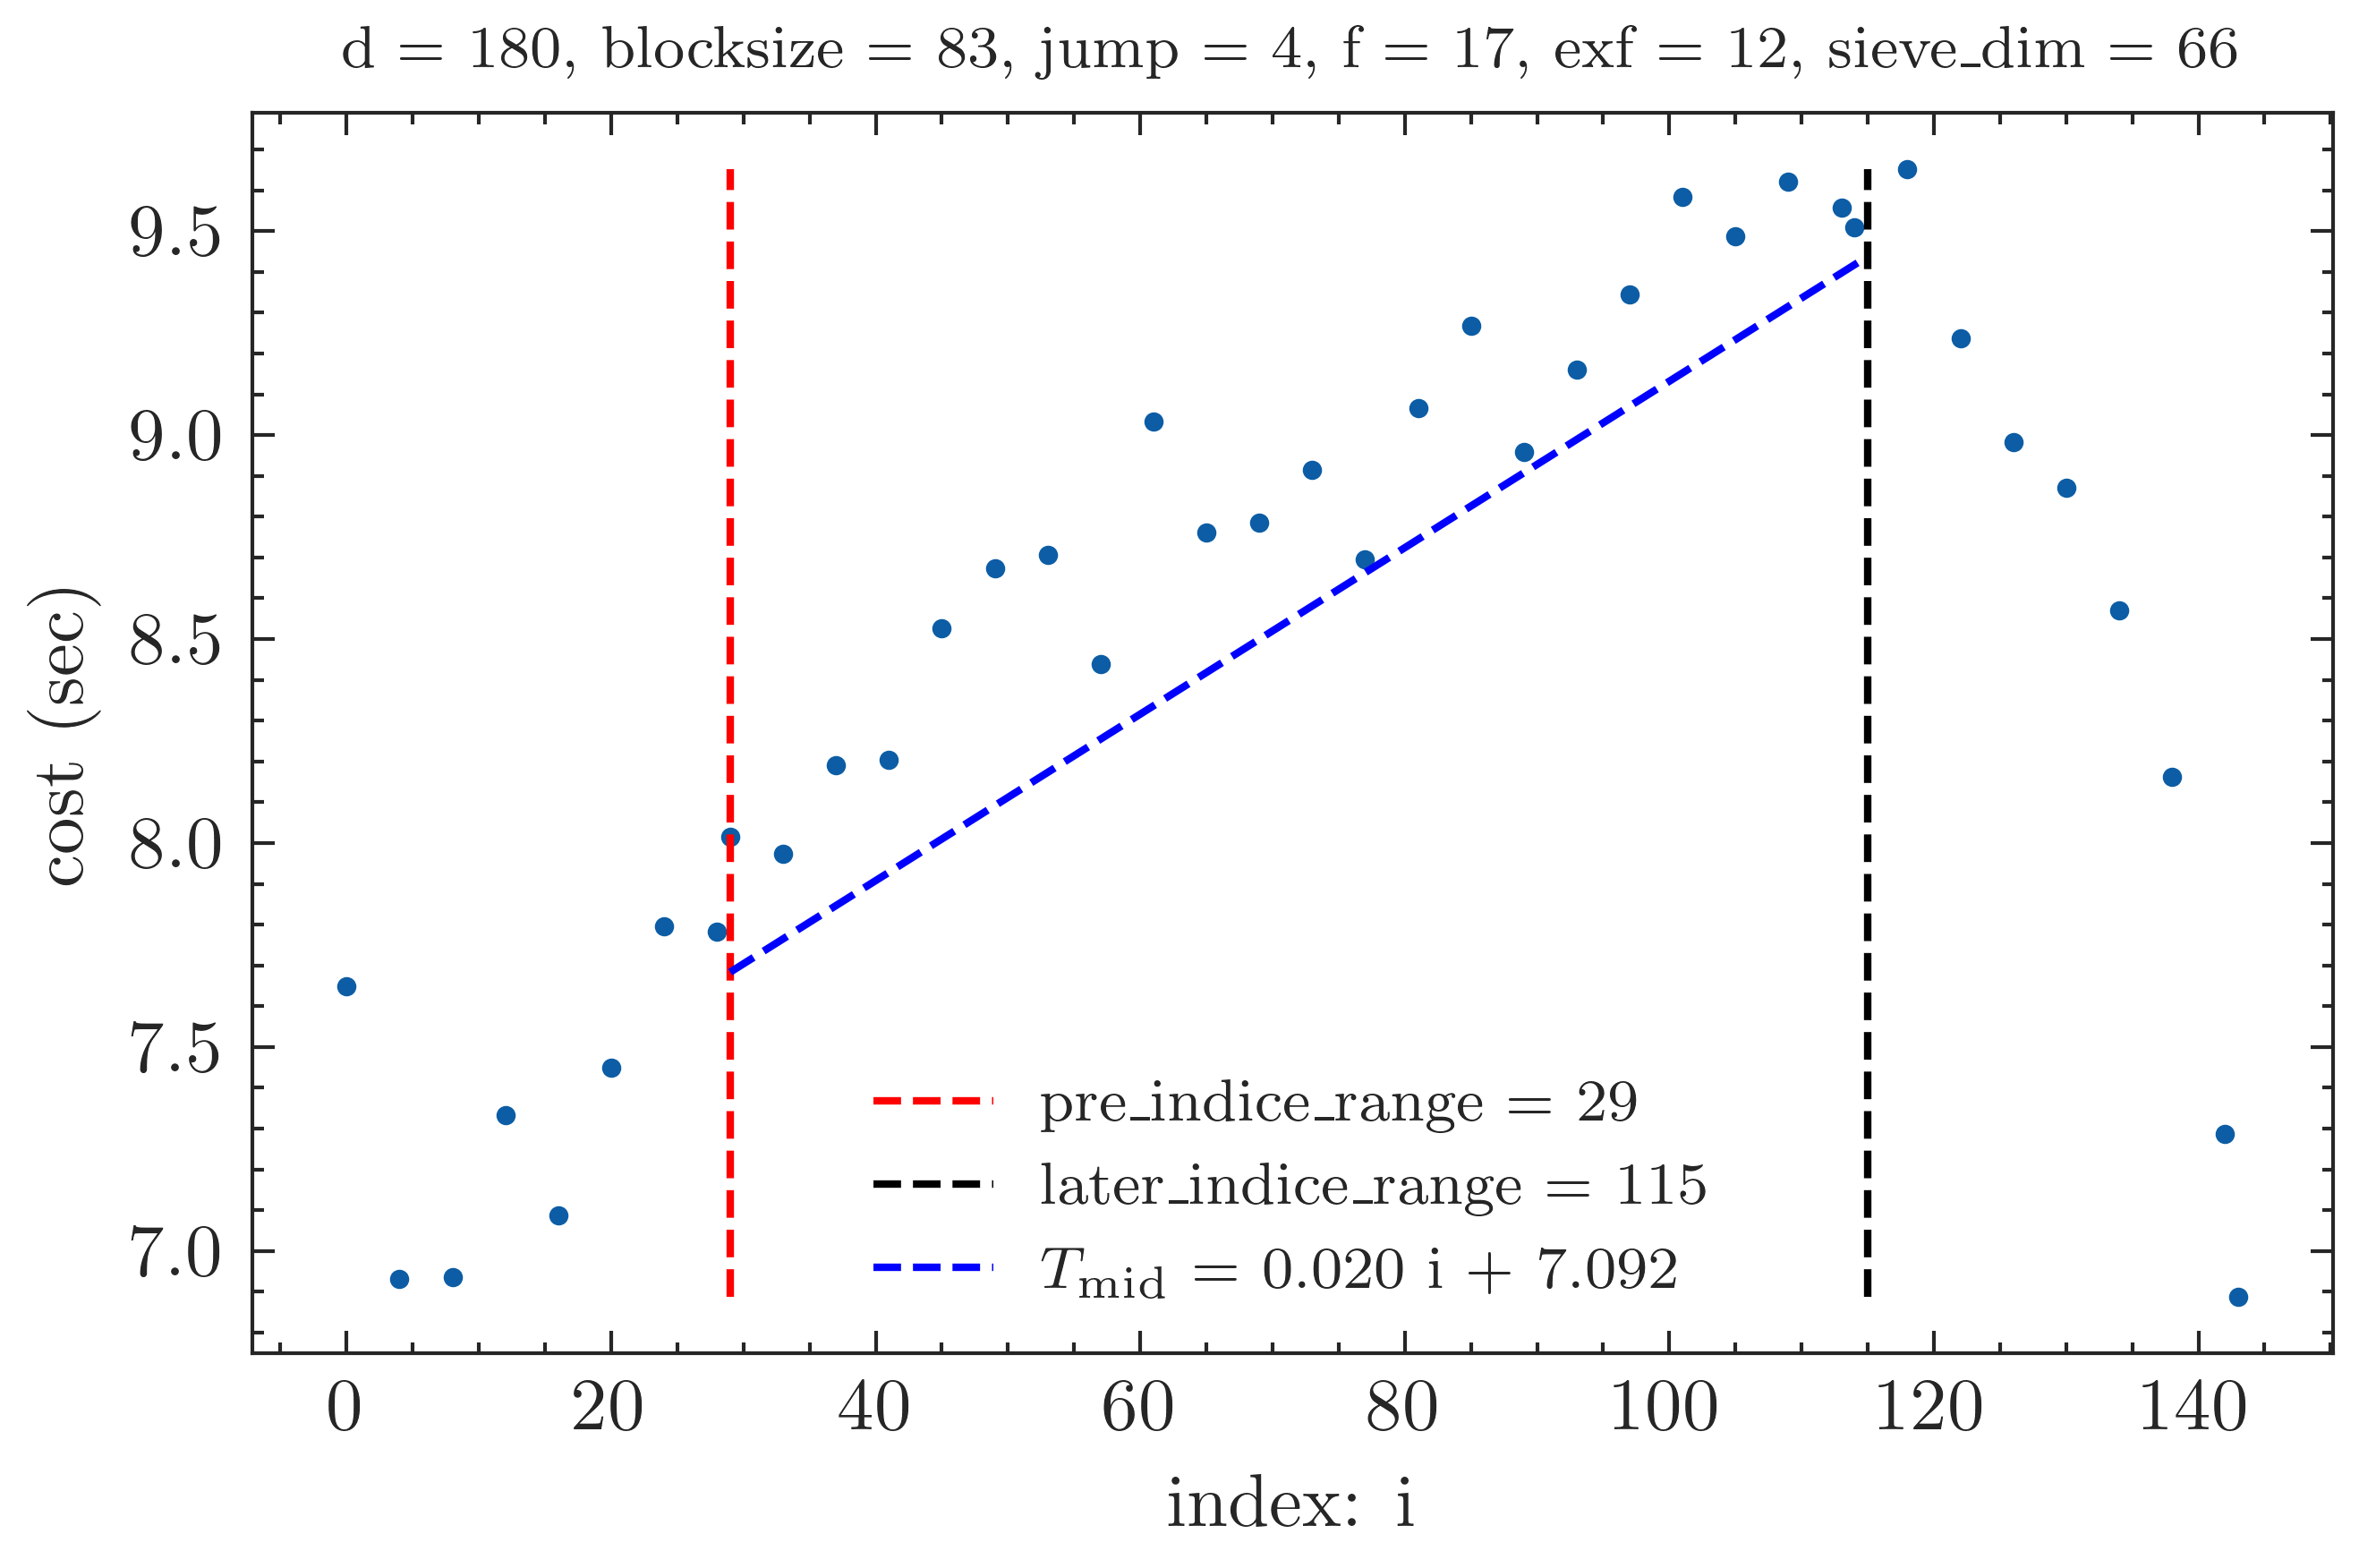 d = 180, blocksize = 83, jump = 4, f = 17, exf = 12, sieve_dim = 66
cost (sec)
9.5
9.0
8.5
8.0
7.5
7.0
pre_indice_range = 29
later_indice_range = 115
T_mid = 0.020 i + 7.092
0 20 40 60 80 100 120 140
index: i